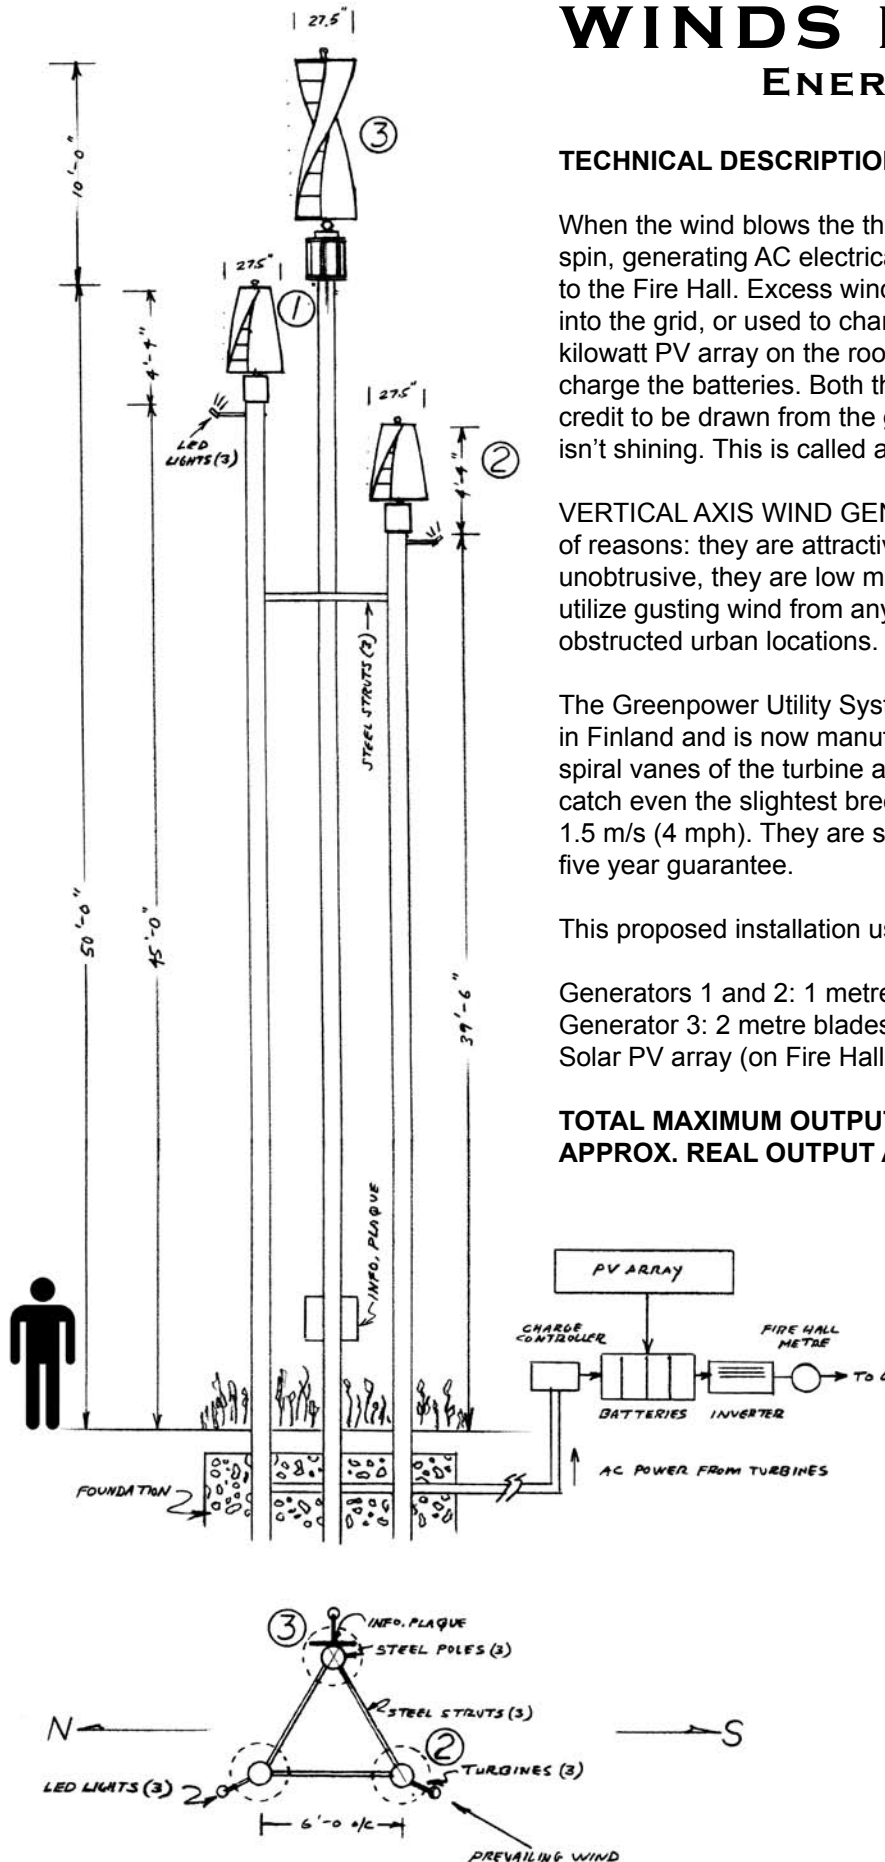 WINDS
ENER
TECHNICAL DESCRIPTION
When the wind blows the th
spin, generating AC electrica
to the Fire Hall. Excess wind
into the grid, or used to char
kilowatt PV array on the roo
charge the batteries. Both th
credit to be drawn from the g
isn't shining. This is called a
VERTICAL AXIS WIND GEN
of reasons: they are attractiv
unobtrusive, they are low m
utilize gusting wind from any
obstructed urban locations.
The Greenpower Utility Syst
in Finland and is now manuf
spiral vanes of the turbine a
catch even the slightest bree
1.5 m/s (4 mph). They are s
five year guarantee.
This proposed installation us
Generators 1 and 2: 1 metre
Generator 3: 2 metre blades
Solar PV array (on Fire Hall
TOTAL MAXIMUM OUTPUT
APPROX. REAL OUTPUT A
27.5"
3
10'-0"
27.5"
1
4'-4"
LED
LIGHTS (3)
27.5"
2
4'-4"
STEEL STRUTS (3)
50'-0"
45'-0"
39'-6"
INFO, PLAQUE
PV ARRAY
CHARGE
CONTROLLER
FIRE HALL
METRE
TO
BATTERIES
INVERTER
AC POWER FROM TURBINES
FOUNDATION
3
INFO. PLAQUE
STEEL POLES (3)
STEEL STRUTS (3)
N
S
2
TURBINES (3)
LED LIGHTS (3)
6'-0 o/c
PREVAILING WIND